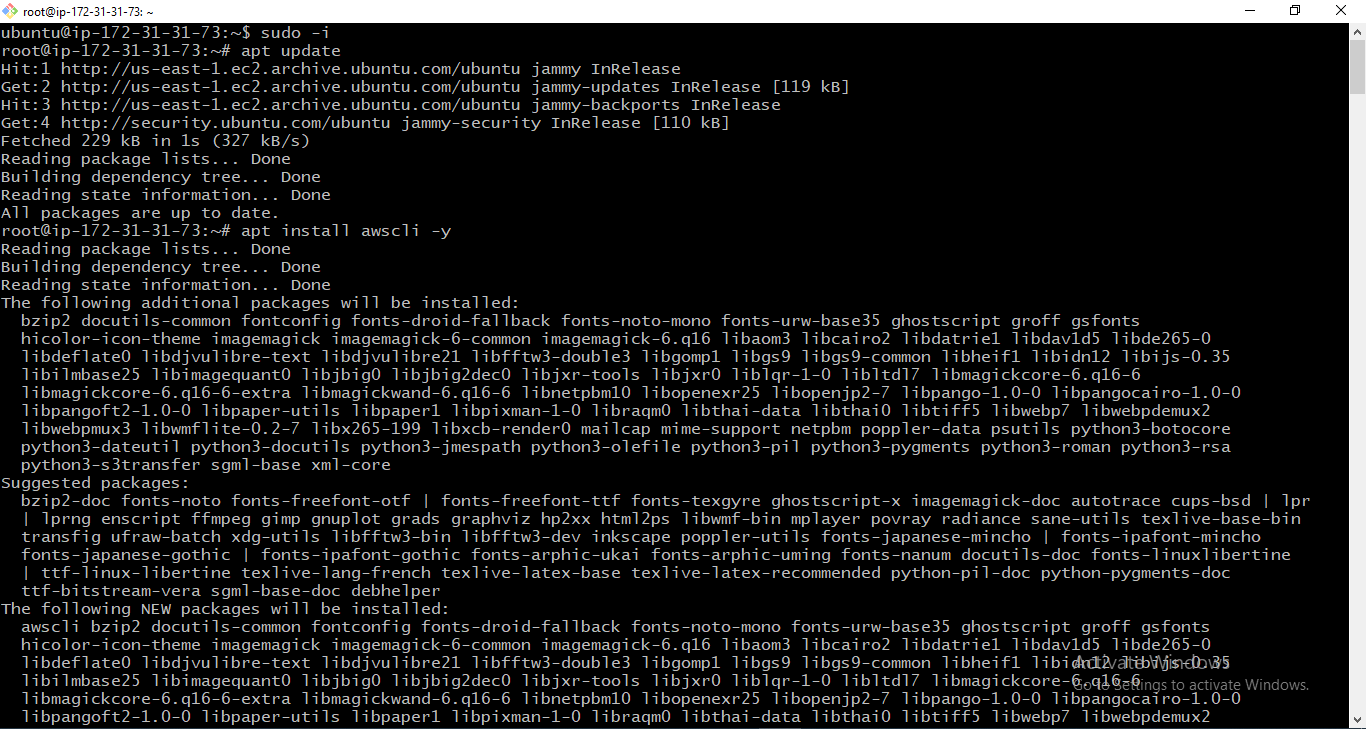 root@ip-172-31-31-73: ~
ubuntu@ip-172-31-31-73:~$ sudo -i
root@ip-172-31-31-73:~# apt update
Hit:1 http://us-east-1.ec2.archive.ubuntu.com/ubuntu jammy InRelease
Get:2 http://us-east-1.ec2.archive.ubuntu.com/ubuntu jammy-updates InRelease [119 kB]
Hit:3 http://us-east-1.ec2.archive.ubuntu.com/ubuntu jammy-backports InRelease
Get:4 http://security.ubuntu.com/ubuntu jammy-security InRelease [110 kB]
Fetched 229 kB in 1s (327 kB/s)
Reading package lists... Done
Building dependency tree... Done
Reading state information... Done
All packages are up to date.
root@ip-172-31-31-73:~# apt install awscli -y
Reading package lists... Done
Building dependency tree... Done
Reading state information... Done
The following additional packages will be installed:
bzip2 docutils-common fontconfig fonts-droid-fallback fonts-noto-mono fonts-urw-base35 ghostscript groff gsfonts
hicolor-icon-theme imagemagick imagemagick-6-common imagemagick-6.q16 libaom3 libcairo2 libdatrie1 libdav1d5 libde265-0
libdeflate0 libdjvulibre-text libdjvulibre21 libfftw3-double3 libgomp1 libgs9 libgs9-common libheif1 libidn12 libijs-0.35
libilmbase25 libimagequant0 libjbig0 libjbig2dec0 libjxr-tools libjxr0 liblqr-1-0 libltdl7 libmagickcore-6.q16-6
libmagickcore-6.q16-6-extra libmagickwand-6.q16-6 libnetpbm10 libopenexr25 libopenjp2-7 libpango-1.0-0 libpangocairo-1.0-0
libpangoft2-1.0-0 libpaper-utils libpaper1 libpixman-1-0 libraqm0 libthai-data libthai0 libtiff5 libwebp7 libwebpdemux2
libwebpmux3 libwmflite-0.2-7 libx265-199 libxcb-render0 mailcap mime-support netpbm poppler-data psutils python3-botocore
python3-dateutil python3-docutils python3-jmespath python3-olefile python3-pil python3-pygments python3-roman python3-rsa
python3-s3transfer sgml-base xml-core
Suggested packages:
bzip2-doc fonts-noto fonts-freefont-otf | fonts-freefont-ttf fonts-texgyre ghostscript-x imagemagick-doc autotrace cups-bsd | lpr
| lprng enscript ffmpeg gimp gnuplot grads graphviz hp2xx html2ps libwmf-bin mplayer povray radiance sane-utils texlive-base-bin
transfig ufraw-batch xdg-utils libfftw3-bin libfftw3-dev inkscape poppler-utils fonts-japanese-mincho | fonts-ipafont-mincho
fonts-japanese-gothic | fonts-ipafont-gothic fonts-arphic-ukai fonts-arphic-uming fonts-nanum docutils-doc fonts-linuxlibertine
| ttf-linux-libertine texlive-lang-french texlive-latex-base texlive-latex-recommended python-pil-doc python-pygments-doc
ttf-bitstream-vera sgml-base-doc debhelper
The following NEW packages will be installed:
awscli bzip2 docutils-common fontconfig fonts-droid-fallback fonts-noto-mono fonts-urw-base35 ghostscript groff gsfonts
hicolor-icon-theme imagemagick imagemagick-6-common imagemagick-6.q16 libaom3 libcairo2 libdatrie1 libdav1d5 libde265-0
libdeflate0 libdjvulibre-text libdjvulibre21 libfftw3-double3 libgomp1 libgs9 libgs9-common libheif1 libidn12 libijs-0.35
Activate Windows
libilmbase25 libimagequant0 libjbig0 libjbig2dec0 libjxr-tools libjxr0 liblqr-1-0 libltdl7 libmagickcore-6.q16-6
Go to Settings to activate Windows.
libmagickcore-6.q16-6-extra libmagickwand-6.q16-6 libnetpbm10 libopenexr25 libopenjp2-7 libpango-1.0-0 libpangocairo-1.0-0
libpangoft2-1.0-0 libpaper-utils libpaper1 libpixman-1-0 libraqm0 libthai-data libthai0 libtiff5 libwebp7 libwebpdemux2